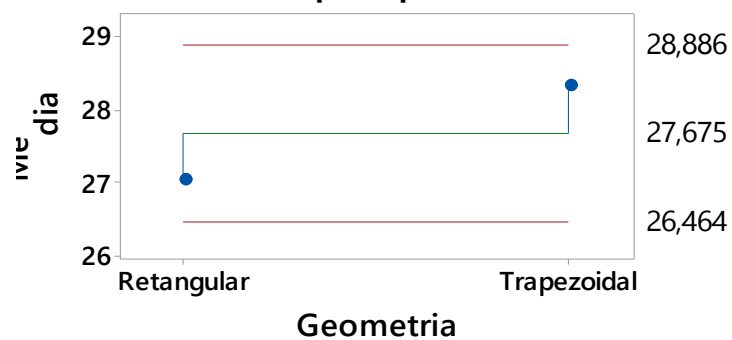 29
28,886
28
dia
27,675
27
26,464
26
Retangular
Trapezoidal
Geometria